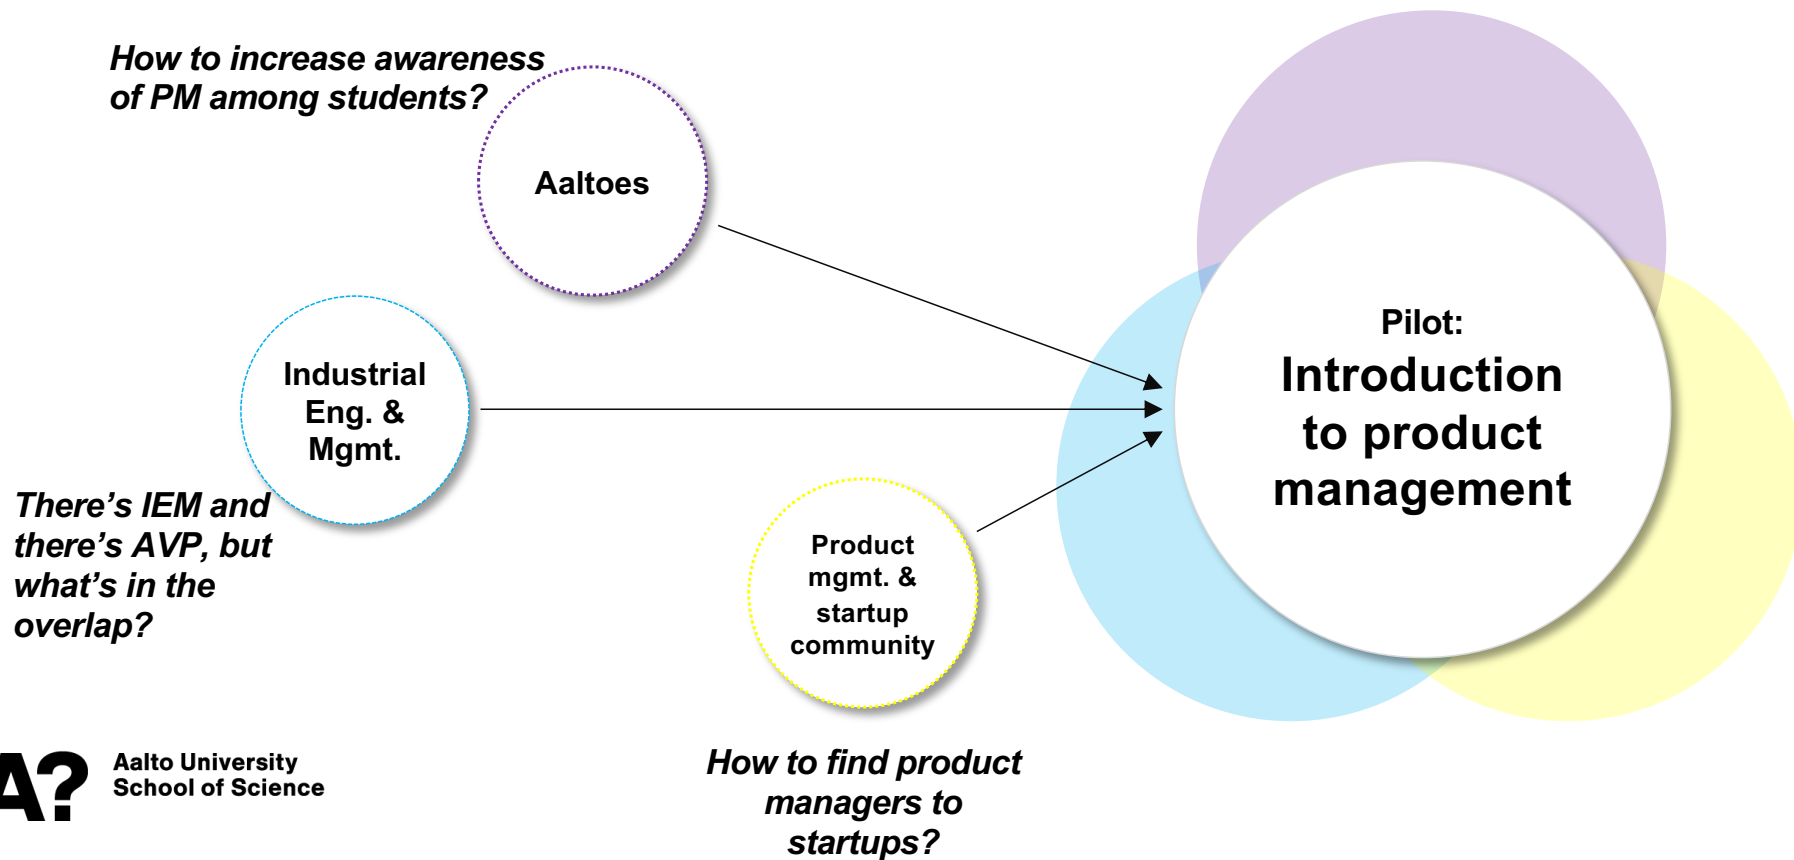 How to increase awareness
of PM among students?
Aaltoes
Industrial
Eng. &
Mgmt.
There's IEM and
there's AVP, but
what's in the
overlap?
Product
mgmt. &
startup
community
How to find product
managers to
startups?
Pilot:
Introduction
to product
management
A?
Aalto University
School of Science